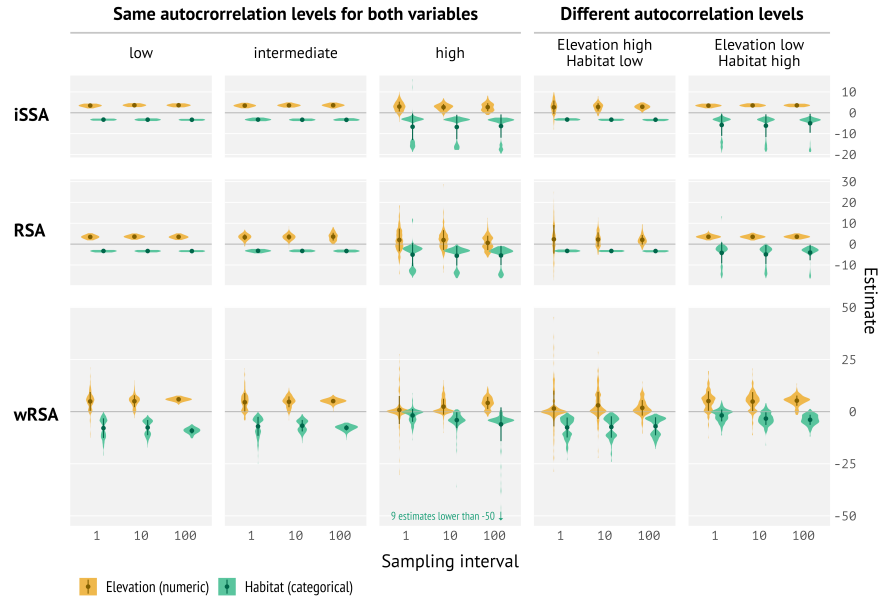 Same autocrorrelation levels for both variables
Different autocorrelation levels
low
intermediate
high
Elevation high
Habitat low
Elevation low
Habitat high
iSSA
10
0
-10
-20
RSA
30
20
10
0
-10
wRSA
50
25
0
-25
-50
Estimate
9 estimates lower than -50 ↓
1 10 100
1 10 100
1 10 100
1 10 100
1 10 100
Sampling interval
Elevation (numeric)
Habitat (categorical)